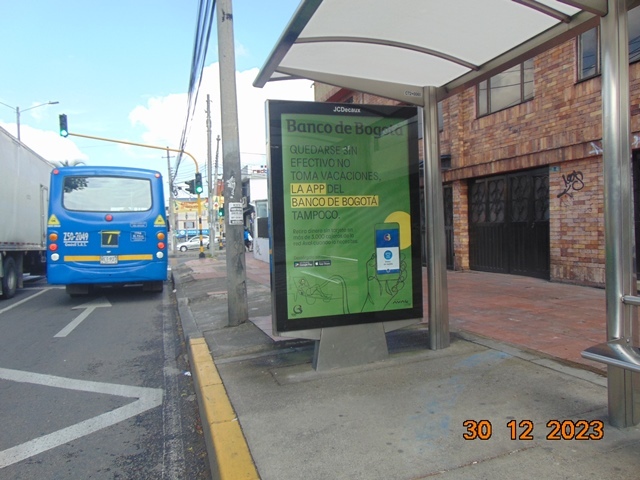 JCDecaux
Banco de Bogotá
QUEDARSE SIN
EFECTIVO NO
TOMA VACACIONES,
LA APP DEL
BANCO DE BOGOTÁ
TAMPOCO.
Z50-2049
7
30 12 2023